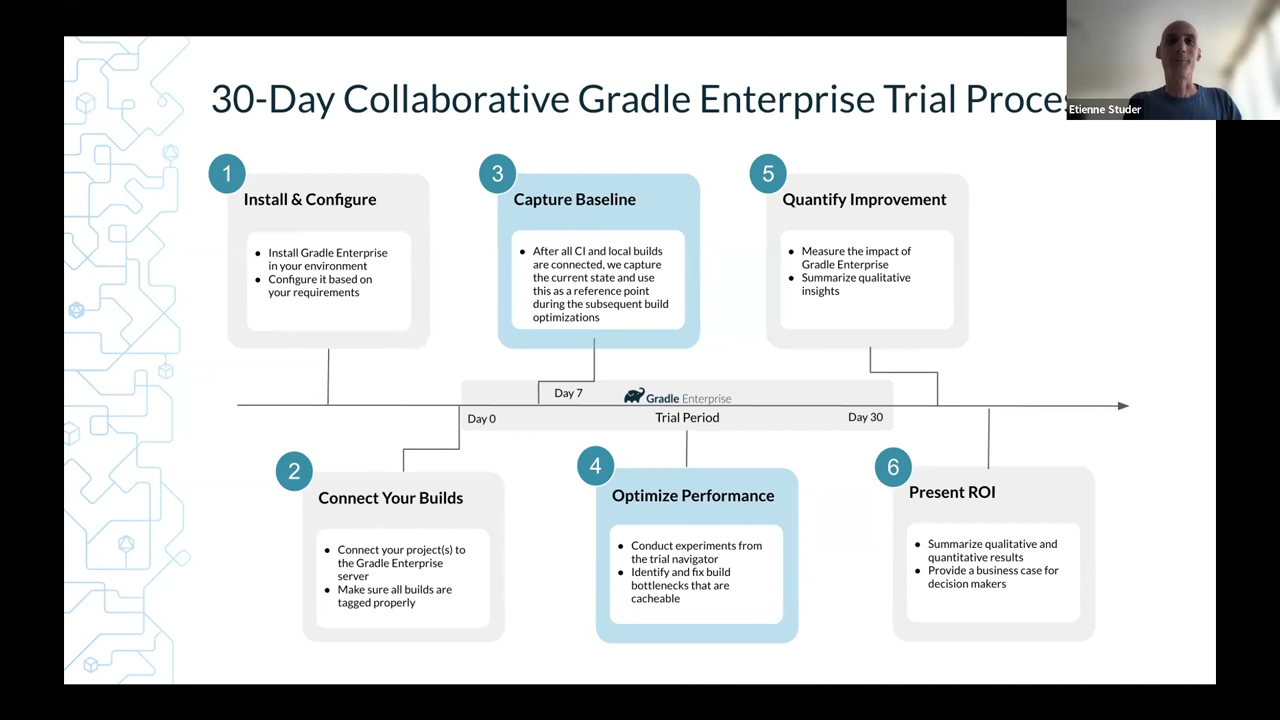 30-Day Collaborative Gradle Enterprise Trial
Etienne Studer
1
Install & Configure
Install Gradle Enterprise
in your environment
Configure it based on
your requirements
3
Capture Baseline
After all CI and local builds
are connected, we capture
the current state and use
this as a reference point
during the subsequent build
optimizations
5
Quantify Improvement
Measure the impact of
Gradle Enterprise
Summarize qualitative
insights
Day 7
Gradle Enterprise
Day 0
Trial Period
Day 30
2
Connect Your Builds
Connect your project(s) to
the Gradle Enterprise
server
Make sure all builds are
tagged properly
4
Optimize Performance
Conduct experiments from
the trial navigator
Identify and fix build
bottlenecks that are
cacheable
6
Present ROI
Summarize qualitative and
quantitative results
Provide a business case for
decision makers